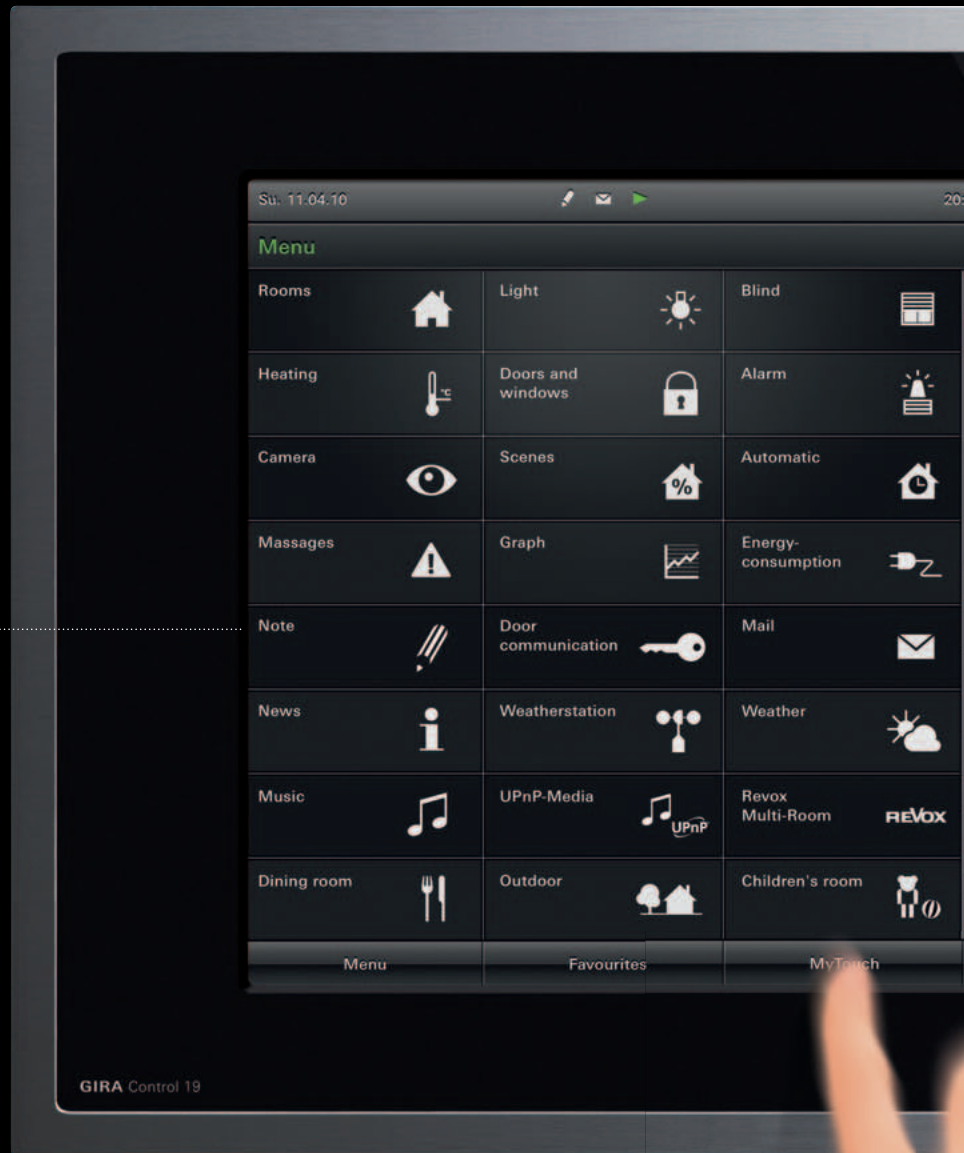 Su. 11.04.10
20:
Menu
Rooms
Light
Blind
Heating
°C
Doors and
windows
Alarm
Camera
Scenes
%
Automatic
Massages
!
Graph
Energy-
consumption
Note
Door
communication
Mail
News
i
Weatherstation
Weather
Music
UPnP-Media
UPnP
Revox
Multi-Room
REVOX
Dining room
Outdoor
Children's room
Menu
Favourites
MyTouch
GIRA Control 19